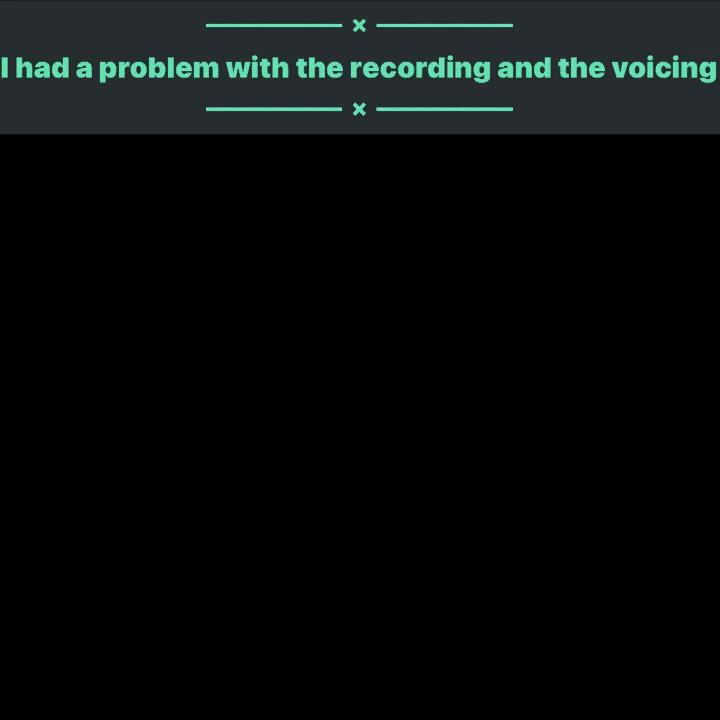 I had a problem with the recording and the voicing